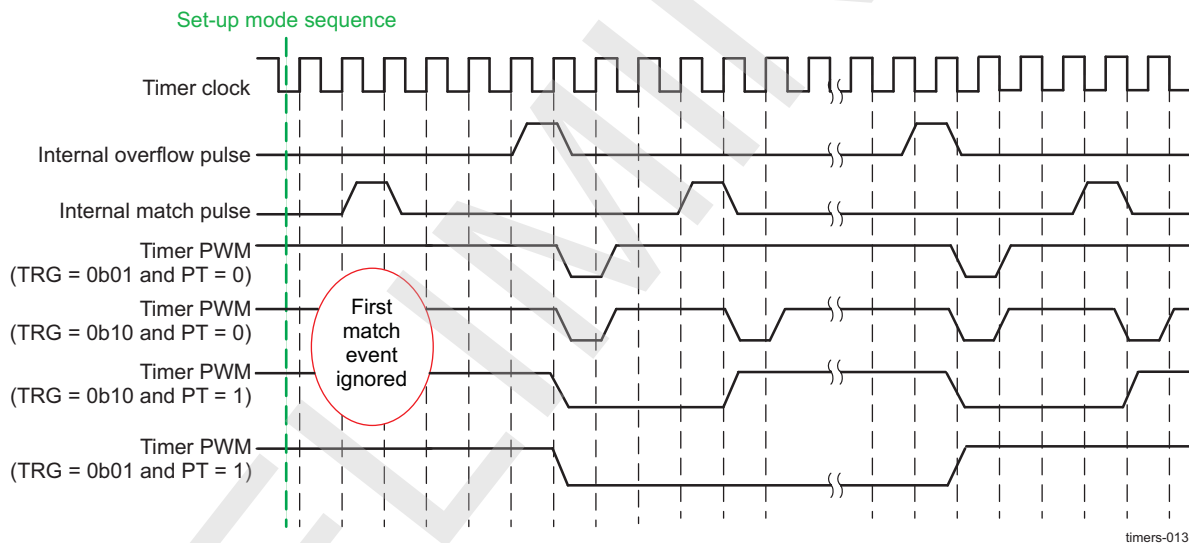 Set-up mode sequence
Timer clock
Internal overflow pulse
Internal match pulse
Timer PWM
(TRG = 0b01 and PT = 0)
Timer PWM
(TRG = 0b10 and PT = 0)
Timer PWM
(TRG = 0b10 and PT = 1)
Timer PWM
(TRG = 0b01 and PT = 1)
First
match
event
ignored
timers-013